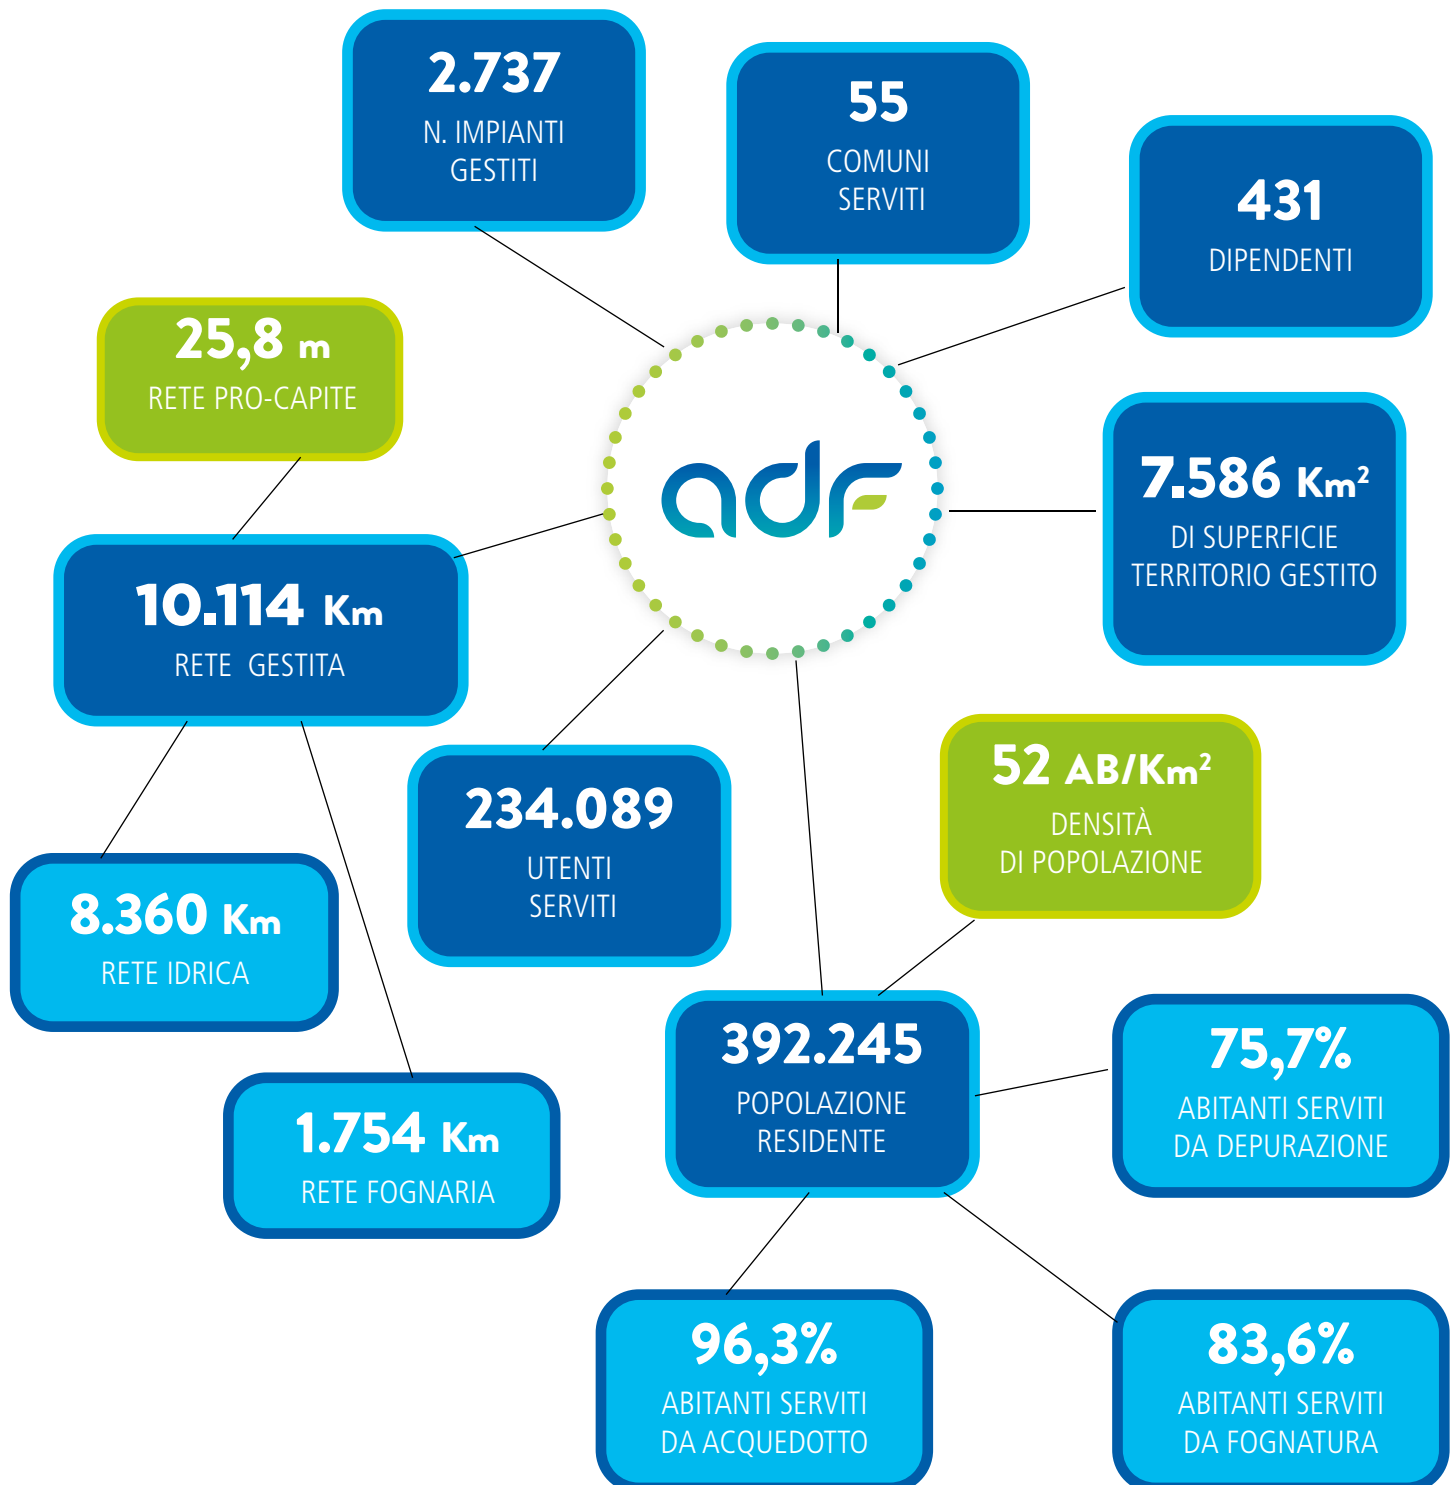 2.737
N. IMPIANTI
GESTITI
55
COMUNI
SERVITI
431
DIPENDENTI
25,8 m
RETE PRO-CAPITE
adf
7.586 Km²
DI SUPERFICIE
TERRITORIO GESTITO
10.114 Km
RETE GESTITA
234.089
UTENTI
SERVITI
52 AB/Km²
DENSITÀ
DI POPOLAZIONE
8.360 Km
RETE IDRICA
1.754 Km
RETE FOGNARIA
392.245
POPOLAZIONE
RESIDENTE
75,7%
ABITANTI SERVITI
DA DEPURAZIONE
96,3%
ABITANTI SERVITI
DA ACQUEDOTTO
83,6%
ABITANTI SERVITI
DA FOGNATURA